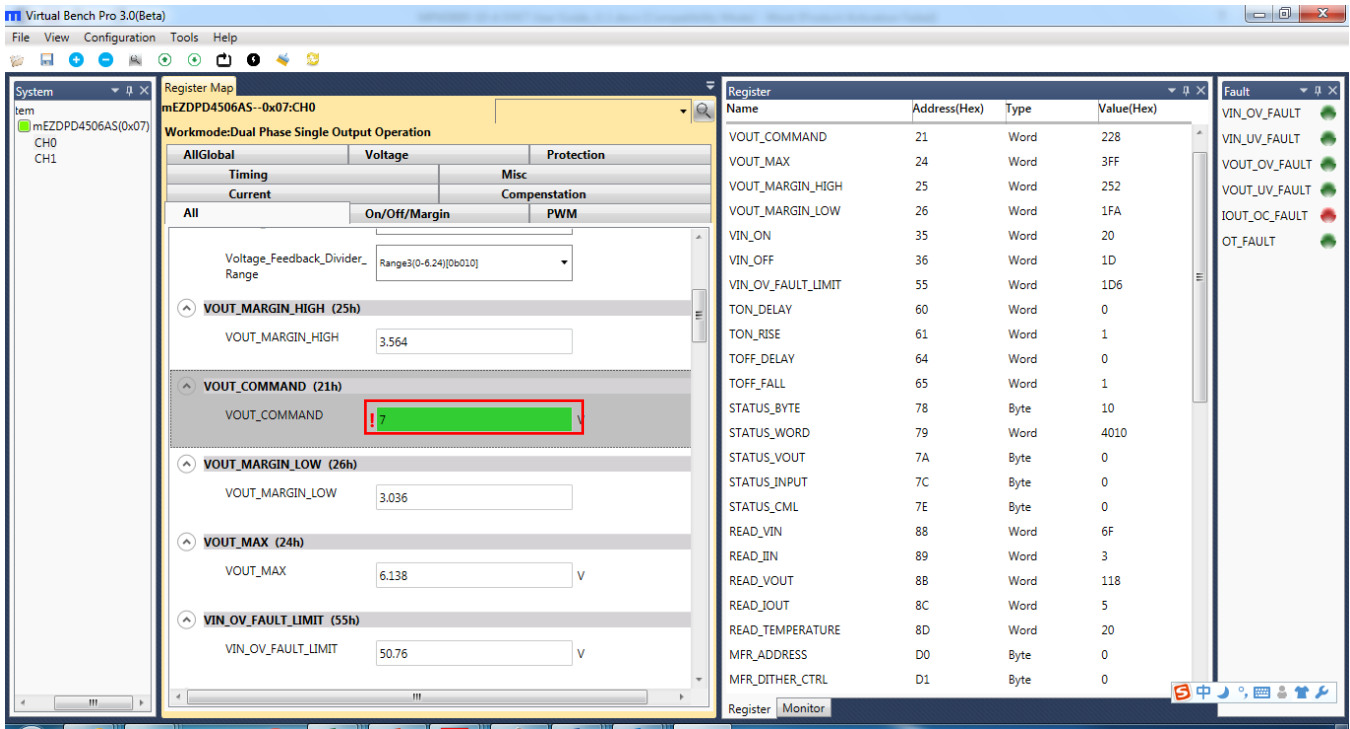 Virtual Bench Pro 3.0(Beta)
File View Configuration Tools Help
System
tem
mEZDPD4506AS(0x07)
CH0
CH1
Register Map
mEZDPD4506AS--0x07:CH0
Workmode:Dual Phase Single Output Operation
AllGlobal Voltage Protection
Timing Misc
Current Compenstation
All On/Off/Margin PWM
Voltage_Feedback_Divider_
Range
Range3(0-6.24)[0b010]
VOUT_MARGIN_HIGH (25h)
VOUT_MARGIN_HIGH 3.564
VOUT_COMMAND (21h)
VOUT_COMMAND ! 7 V
VOUT_MARGIN_LOW (26h)
VOUT_MARGIN_LOW 3.036
VOUT_MAX (24h)
VOUT_MAX 6.138 V
VIN_OV_FAULT_LIMIT (55h)
VIN_OV_FAULT_LIMIT 50.76 V
Register
Name Address(Hex) Type Value(Hex)
VOUT_COMMAND 21 Word 228
VOUT_MAX 24 Word 3FF
VOUT_MARGIN_HIGH 25 Word 252
VOUT_MARGIN_LOW 26 Word 1FA
VIN_ON 35 Word 20
VIN_OFF 36 Word 1D
VIN_OV_FAULT_LIMIT 55 Word 1D6
TON_DELAY 60 Word 0
TON_RISE 61 Word 1
TOFF_DELAY 64 Word 0
TOFF_FALL 65 Word 1
STATUS_BYTE 78 Byte 10
STATUS_WORD 79 Word 4010
STATUS_VOUT 7A Byte 0
STATUS_INPUT 7C Byte 0
STATUS_CML 7E Byte 0
READ_VIN 88 Word 6F
READ_IIN 89 Word 3
READ_VOUT 8B Word 118
READ_IOUT 8C Word 5
READ_TEMPERATURE 8D Word 20
MFR_ADDRESS D0 Byte 0
MFR_DITHER_CTRL D1 Byte 0
Register Monitor
Fault
VIN_OV_FAULT
VIN_UV_FAULT
VOUT_OV_FAULT
VOUT_UV_FAULT
IOUT_OC_FAULT
OT_FAULT
中